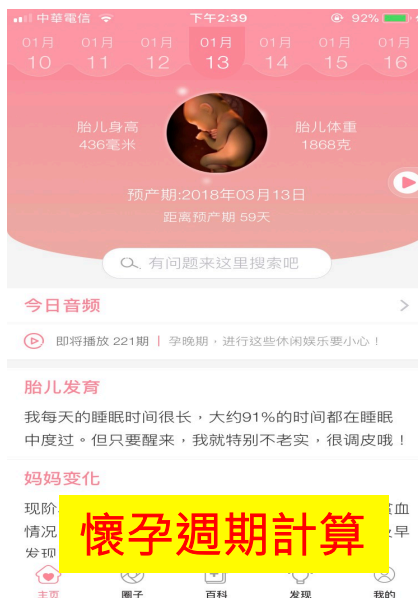 中華電信
下午2:39
92%
01月 01月 01月 01月 01月 01月 01月
10 11 12 13 14 15 16
胎儿身高
436毫米
胎儿体重
1868克
预产期:2018年03月13日
距离预产期 59天
有问题来这里搜索吧
今日音频
即将播放 221期 | 孕晚期，进行这些休闲娱乐要小心！
胎儿发育
我每天的睡眠时间很长，大约91%的时间都在睡眠
中度过。但只要醒来，我就特别不老实，很调皮哦！
妈妈变化
现阶
血
情况
早
发现
懷孕週期計算
主页 圈子 百科 发现 我的